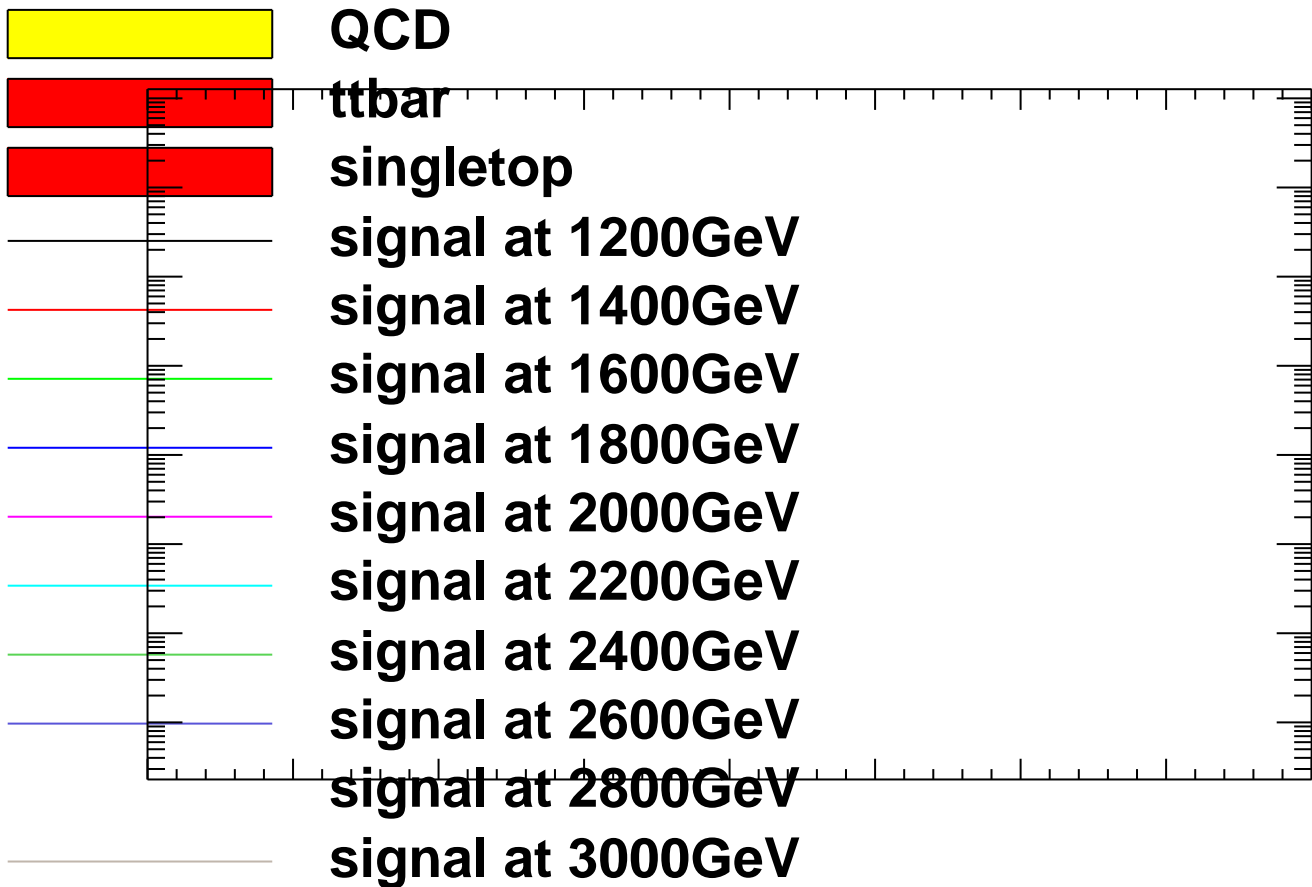 QCD
ttbar
singletop
signal at 1200GeV
signal at 1400GeV
signal at 1600GeV
signal at 1800GeV
signal at 2000GeV
signal at 2200GeV
signal at 2400GeV
signal at 2600GeV
signal at 2800GeV
signal at 3000GeV